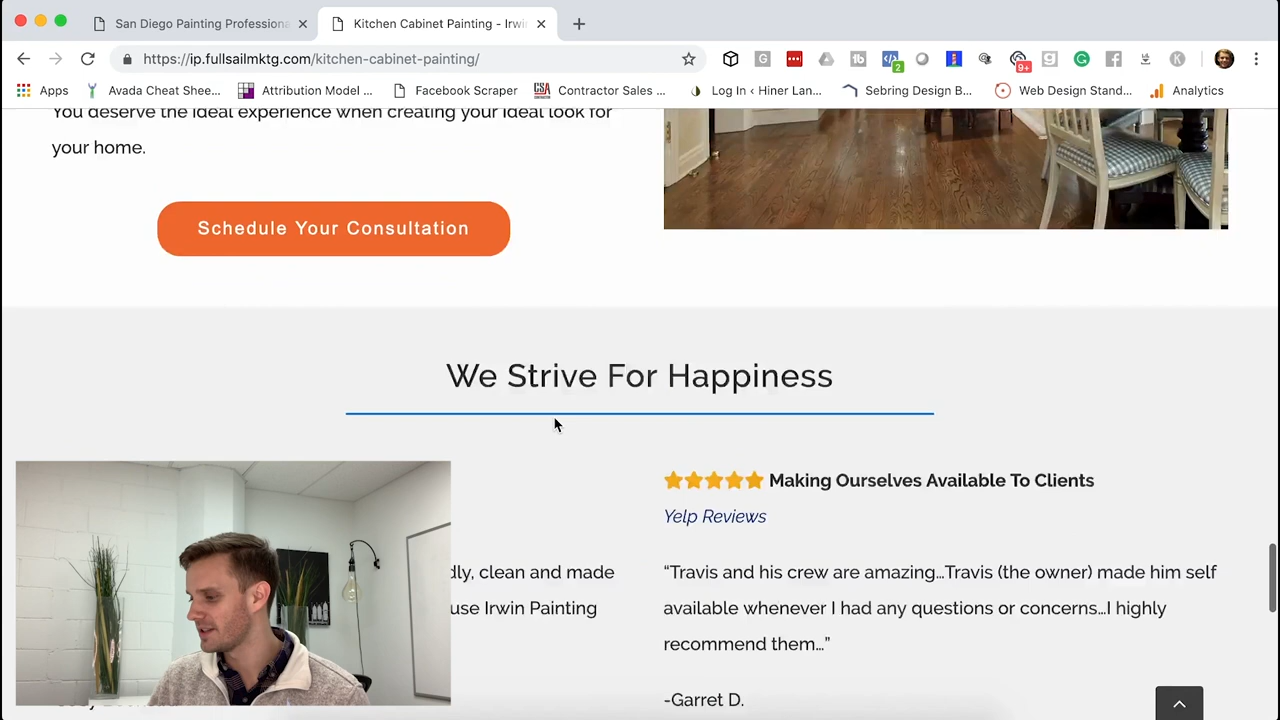 San Diego Painting Professiona
Kitchen Cabinet Painting - Irwi
https://ip.fullsailmktg.com/kitchen-cabinet-painting/
2
9+
Apps
Avada Cheat Shee...
Attribution Model ...
Facebook Scraper
CSA
Contractor Sales ...
Log In ‹ Hiner Lan...
Sebring Design B...
Web Design Stand...
Analytics
You deserve the ideal experience when creating your ideal look for
your home.
Schedule Your Consultation
We Strive For Happiness
Making Ourselves Available To Clients
Yelp Reviews
dly, clean and made
use Irwin Painting
“Travis and his crew are amazing…Travis (the owner) made him self
available whenever I had any questions or concerns…I highly
recommend them…”
-Garret D.